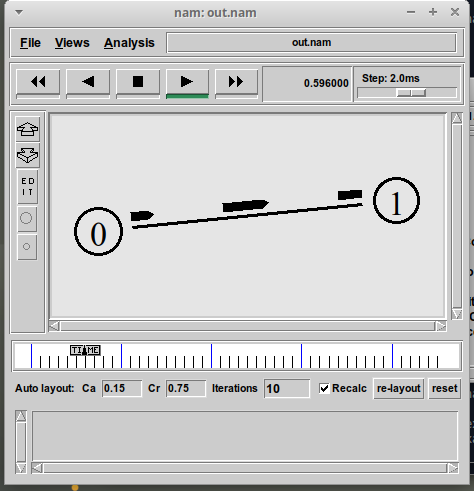 nam: out.nam
File Views Analysis out.nam
0.596000 Step: 2.0ms
ED
IT
0 1
TIME
Auto layout: Ca 0.15 Cr 0.75 Iterations 10 Recalc re-layout reset